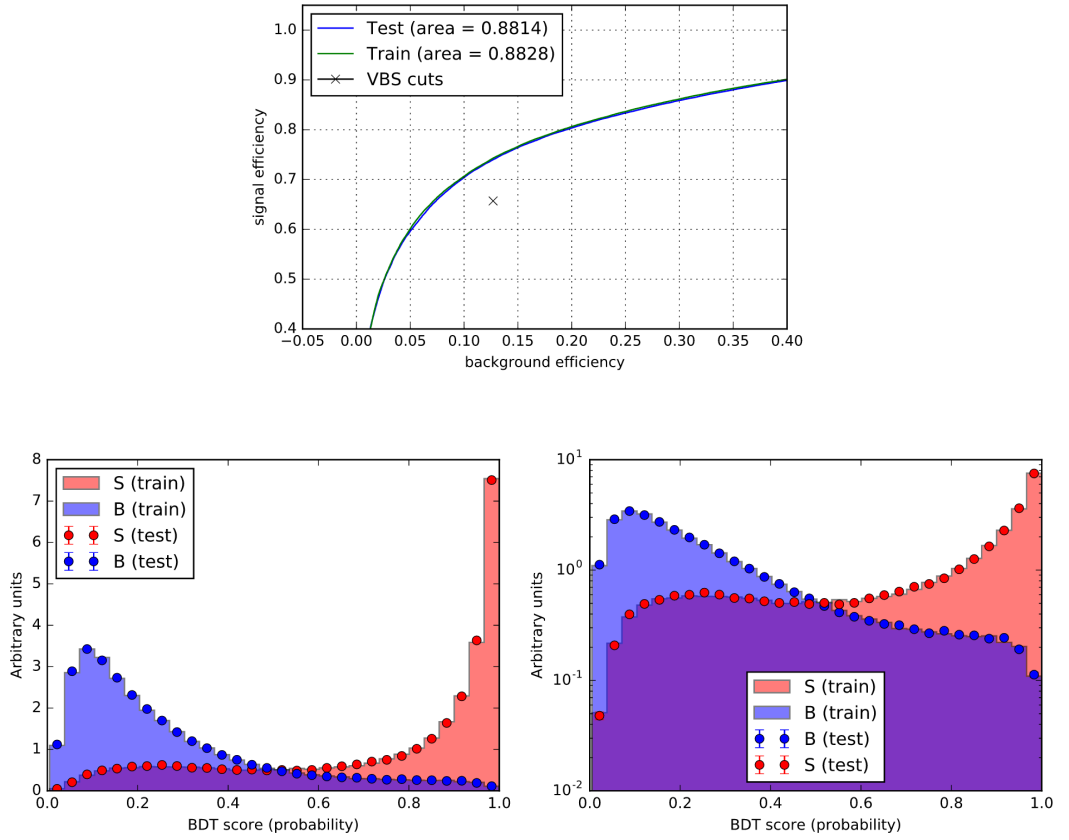 1.0
0.9
0.8
0.7
0.6
0.5
0.4
signal efficiency
Test (area = 0.8814)
Train (area = 0.8828)
VBS cuts
−0.05 0.00 0.05 0.10 0.15 0.20 0.25 0.30 0.35 0.40
background efficiency
8
7
6
5
4
3
2
1
0
Arbitrary units
S (train)
B (train)
S (test)
B (test)
0.0 0.2 0.4 0.6 0.8 1.0
BDT score (probability)
10^1
10^0
10^-1
10^-2
Arbitrary units
S (train)
B (train)
B (test)
S (test)
0.0 0.2 0.4 0.6 0.8 1.0
BDT score (probability)